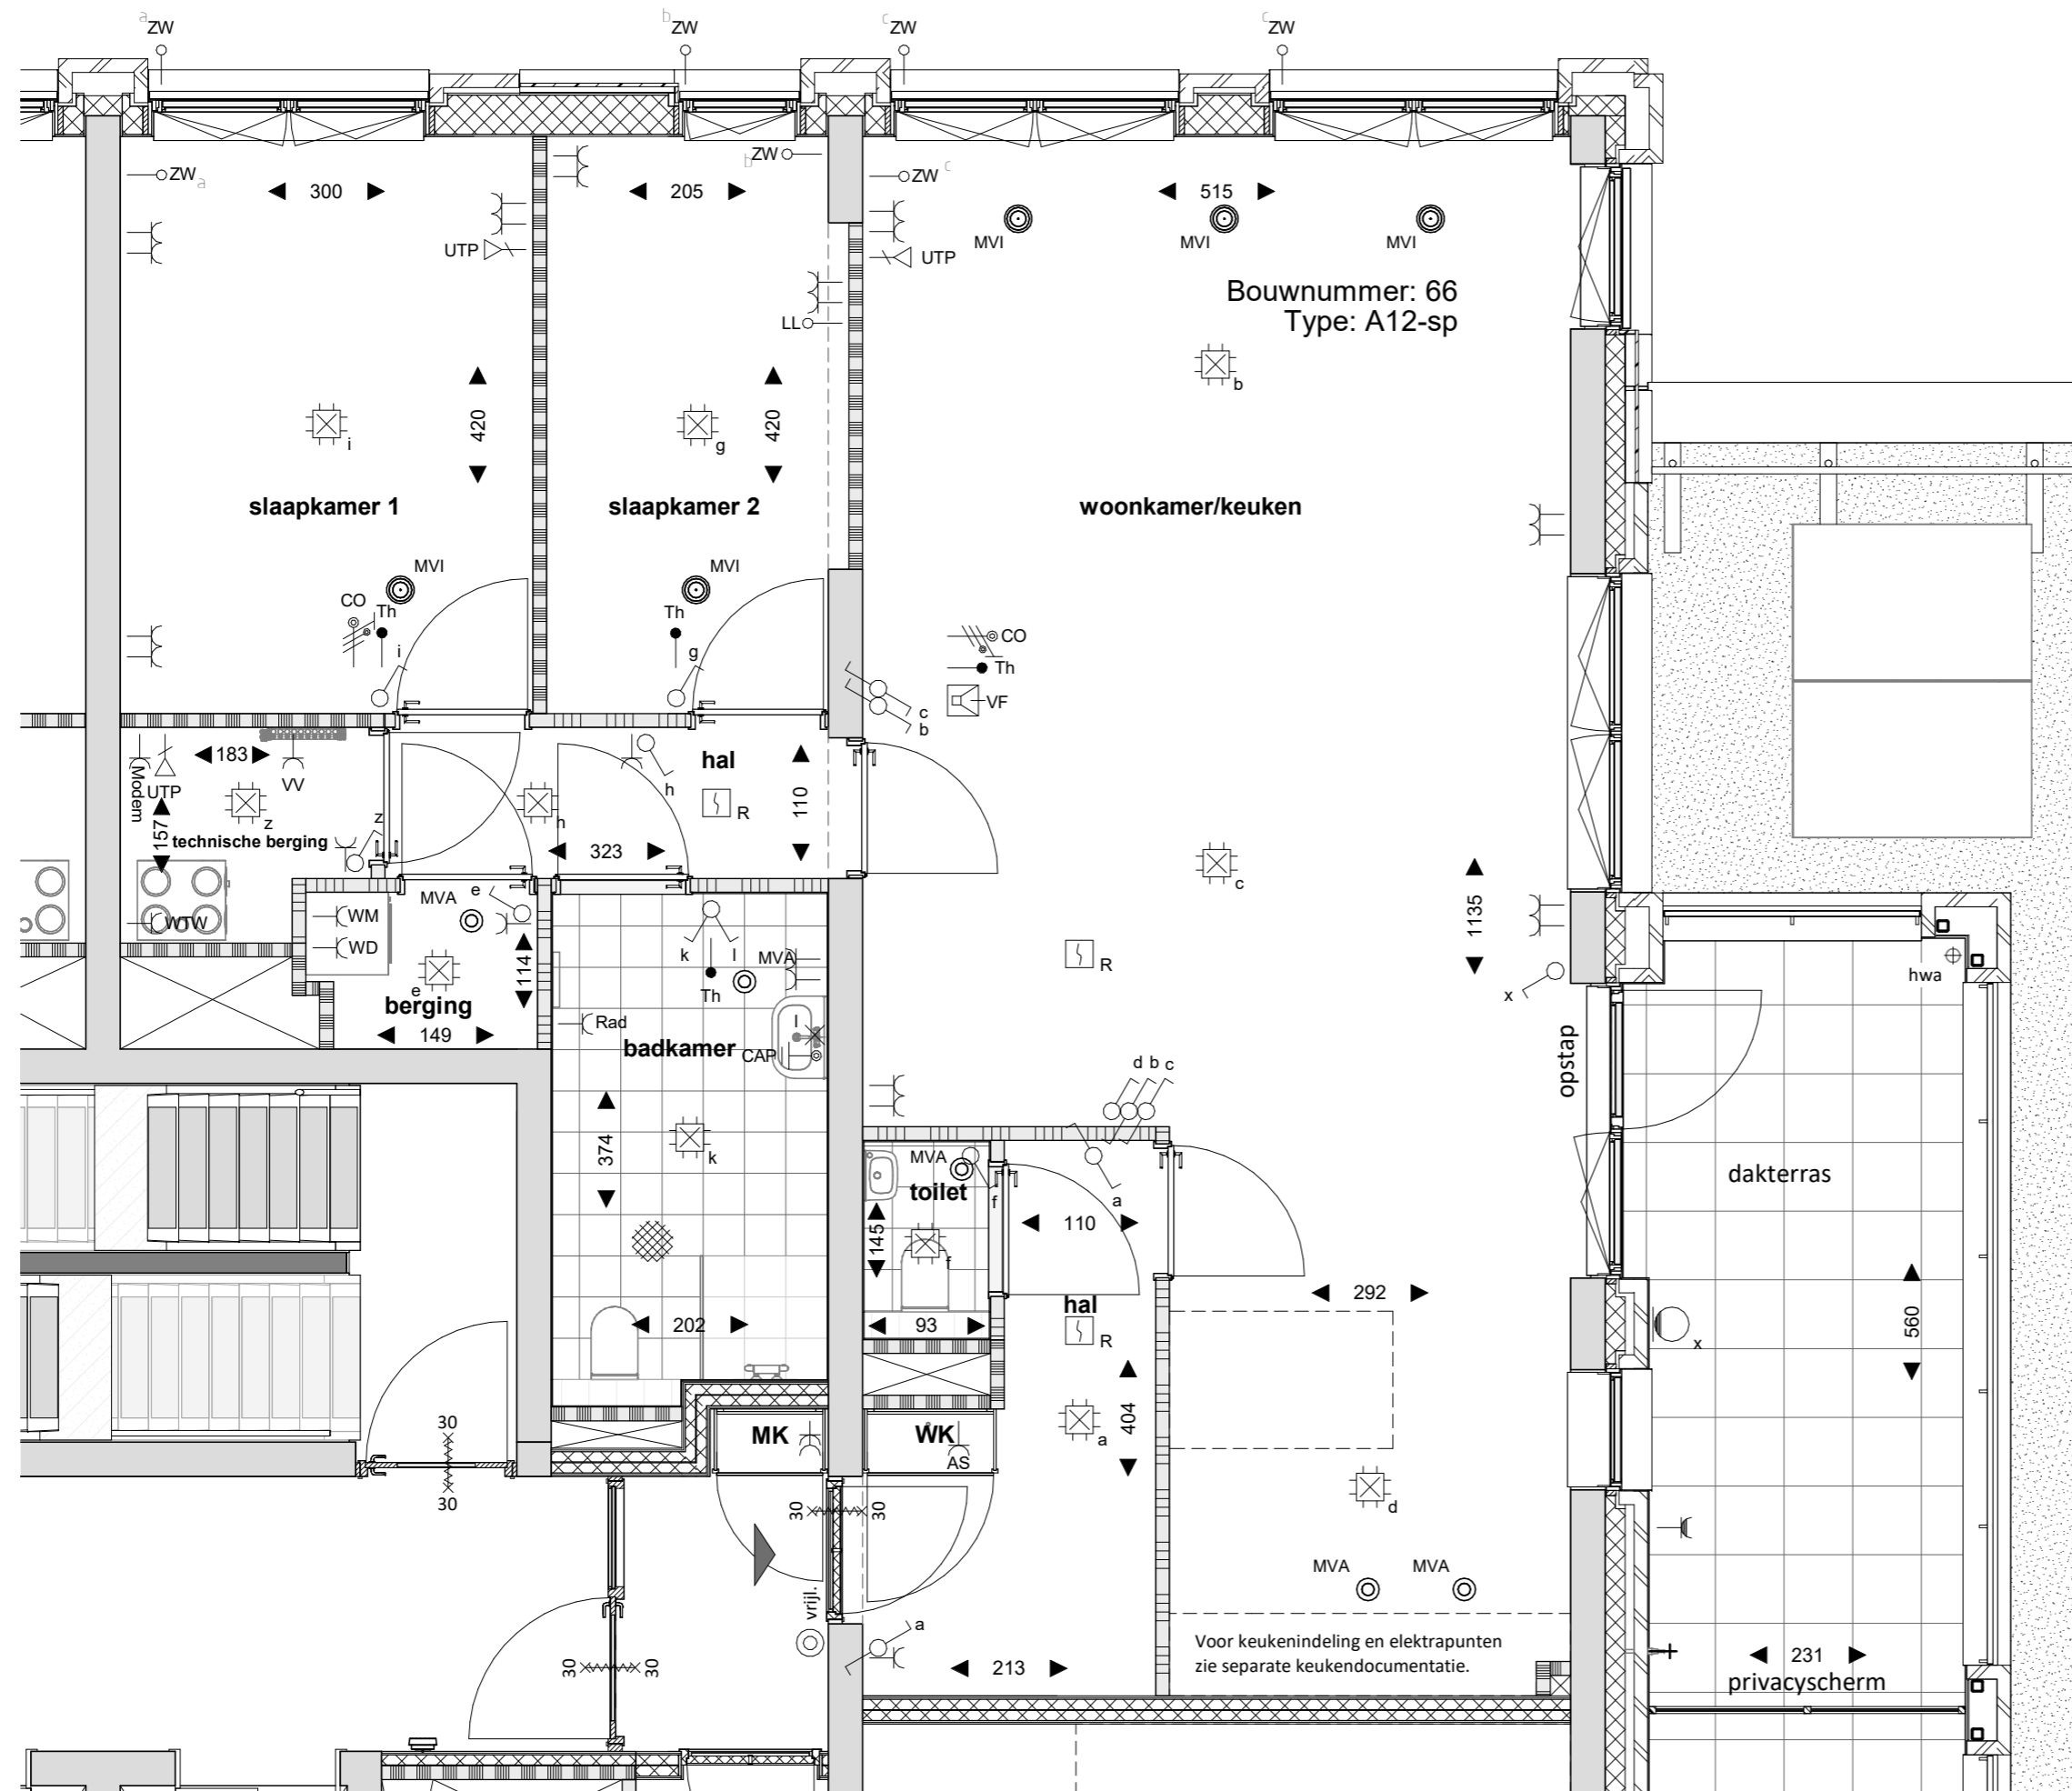 a ZW
b ZW
c ZW
c ZW
ZW a
300
UTP
205
b ZW
ZW c
515
MVI
MVI
MVI
UTP
Bouwnummer: 66
Type: A12-sp
LL
b
420
420
i
g
slaapkamer 1
slaapkamer 2
woonkamer/keuken
MVI
MVI
CO
Th
Th
i
g
CO
Th
VF
c
b
183
VV
Modem
UTP
z
z
157
technische berging
hal
h
h
R
110
323
c
1135
WTW
WM
WD
MVA
e
e
114
berging
149
k
l
MVA
Th
Rad
l
badkamer
CAP
R
x
hwa
opstap
374
k
d b c
MVA
toilet
f
a
145
f
110
dakterras
202
93
hal
R
292
560
x
404
a
MK
WK
AS
d
30
30
30
30
MVA
MVA
vrijl.
a
30
30
213
Voor keukenindeling en elektrapunten
zie separate keukendocumentatie.
231
privacyscherm